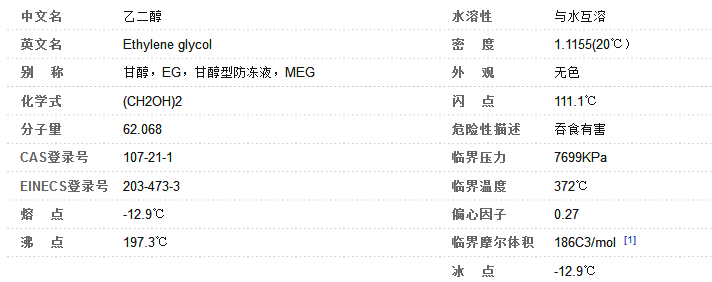 中文名 乙二醇
英文名 Ethylene glycol
别 称 甘醇，EG，甘醇型防冻液，MEG
化学式 (CH2OH)2
分子量 62.068
CAS登录号 107-21-1
EINECS登录号 203-473-3
熔 点 -12.9℃
沸 点 197.3℃
水溶性 与水互溶
密 度 1.1155(20℃）
外 观 无色
闪 点 111.1℃
危险性描述 吞食有害
临界压力 7699KPa
临界温度 372℃
偏心因子 0.27
临界摩尔体积 186C3/mol [1]
冰 点 -12.9℃